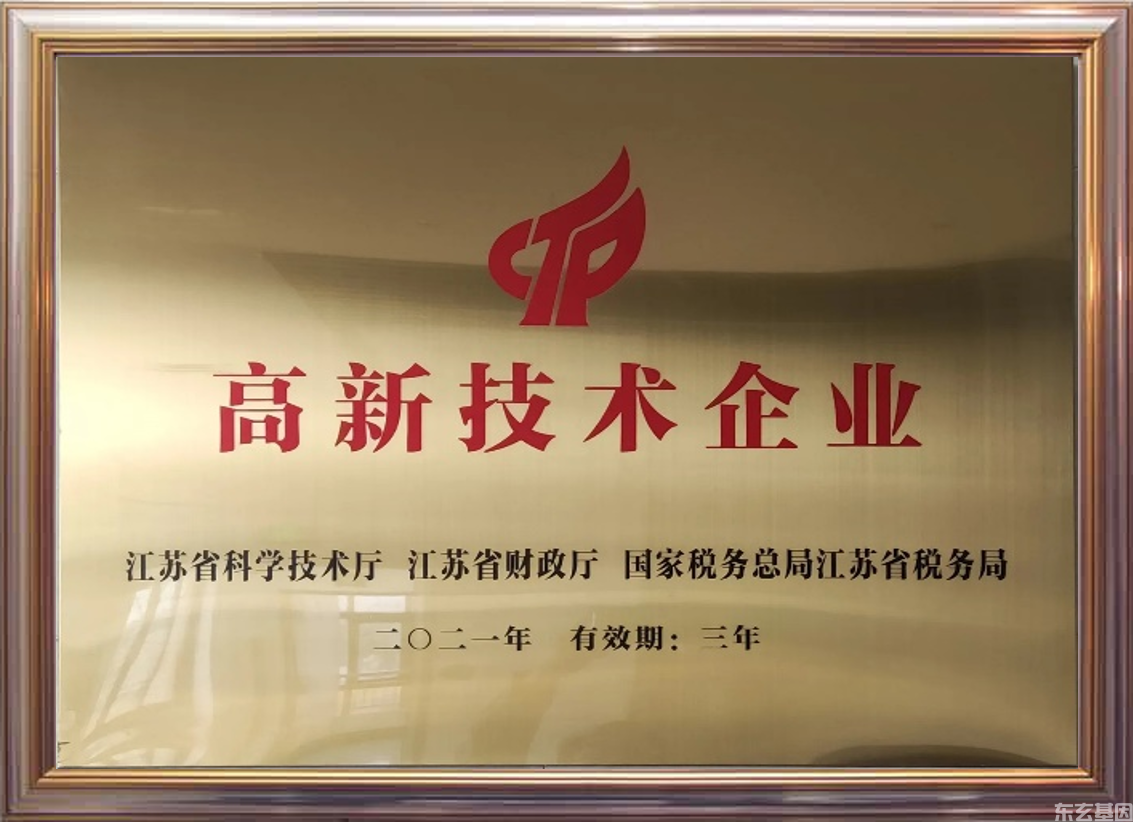 高新技术企业
江苏省科学技术厅 江苏省财政厅 国家税务总局江苏省税务局
二〇二一年 有效期：三年
东玄基因